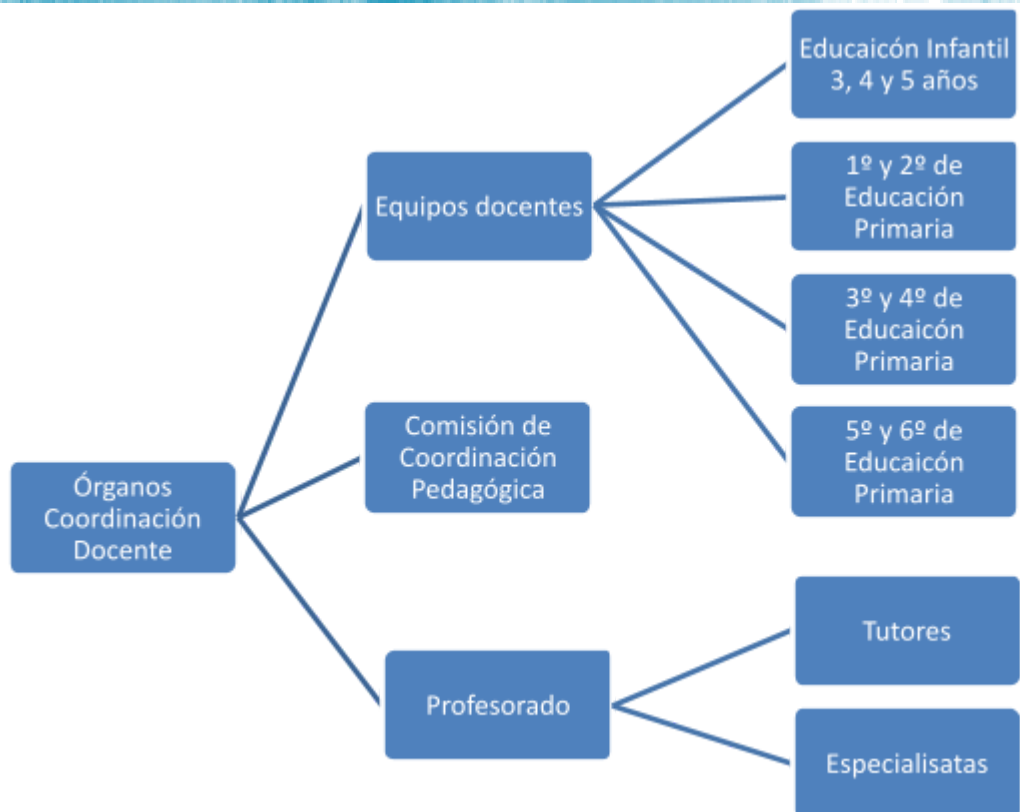 Educaicón Infantil
3, 4 y 5 años
Equipos docentes
1º y 2º de
Educación
Primaria
3º y 4º de
Educaicón
Primaria
Comisión de
Coordinación
Pedagógica
5º y 6º de
Educaicón
Primaria
Órganos
Coordinación
Docente
Tutores
Profesorado
Especialisatas